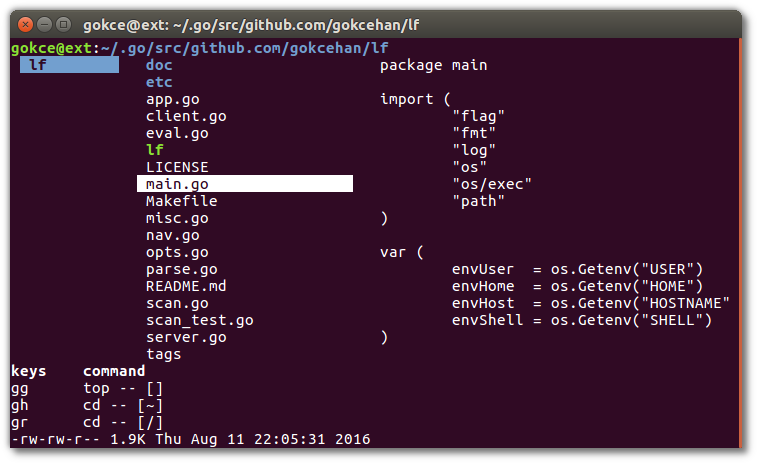 gokce@ext: ~/.go/src/github.com/gokcehan/lf
gokce@ext:~/.go/src/github.com/gokcehan/lf
lf doc package main
etc
app.go import (
client.go "flag"
eval.go "fmt"
lf "log"
LICENSE "os"
main.go "os/exec"
Makefile "path"
misc.go )
nav.go
opts.go var (
parse.go envUser = os.Getenv("USER")
README.md envHome = os.Getenv("HOME")
scan.go envHost = os.Getenv("HOSTNAME"
scan_test.go envShell = os.Getenv("SHELL")
server.go )
tags
keys command
gg top -- []
gh cd -- [~]
gr cd -- [/]
-rw-rw-r-- 1.9K Thu Aug 11 22:05:31 2016